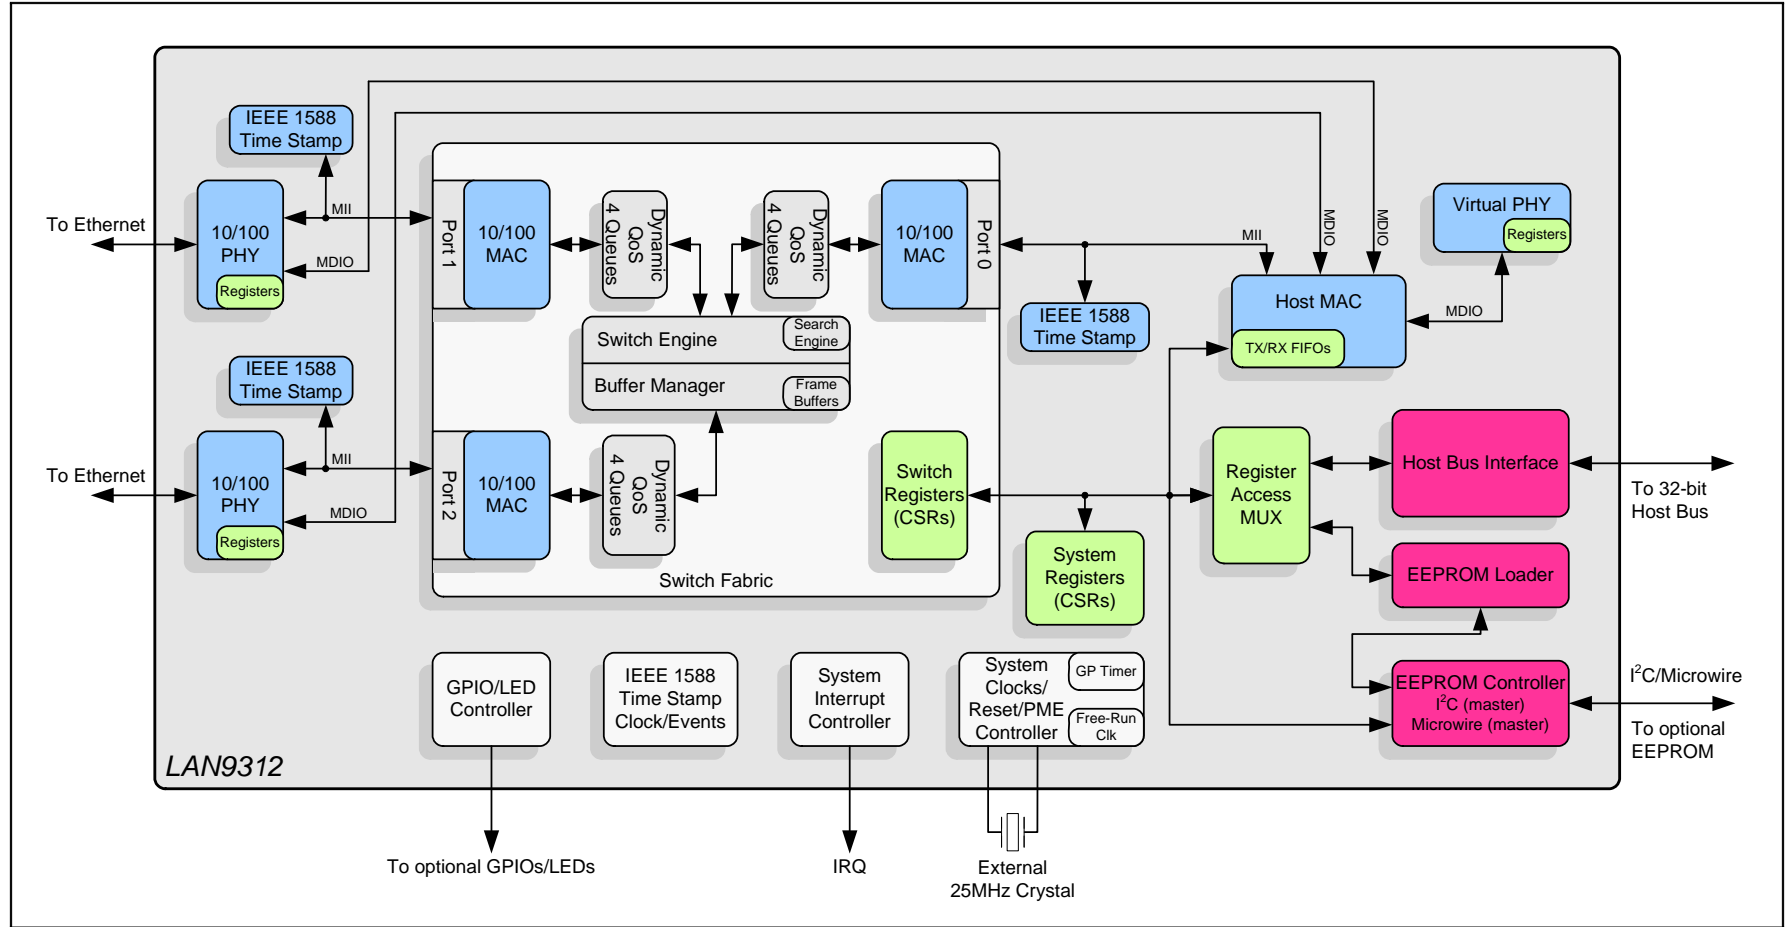 IEEE 1588
Time Stamp
To Ethernet
10/100
PHY
Registers
MII
MDIO
Port 1
10/100
MAC
Dynamic
QoS
4 Queues
Dynamic
QoS
4 Queues
10/100
MAC
Port 0
MII
MDIO
MDIO
Virtual PHY
Registers
IEEE 1588
Time Stamp
Host MAC
TX/RX FIFOs
MDIO
Switch Engine
Search
Engine
Buffer Manager
Frame
Buffers
IEEE 1588
Time Stamp
To Ethernet
10/100
PHY
Registers
MII
MDIO
Port 2
10/100
MAC
Dynamic
QoS
4 Queues
Switch
Registers
(CSRs)
Switch Fabric
System
Registers
(CSRs)
Register
Access
MUX
Host Bus Interface
To 32-bit
Host Bus
EEPROM Loader
EEPROM Controller
I2C (master)
Microwire (master)
I2C/Microwire
To optional
EEPROM
GPIO/LED
Controller
IEEE 1588
Time Stamp
Clock/Events
System
Interrupt
Controller
System
Clocks/
Reset/PME
Controller
GP Timer
Free-Run
Clk
LAN9312
To optional GPIOs/LEDs
IRQ
External
25MHz Crystal